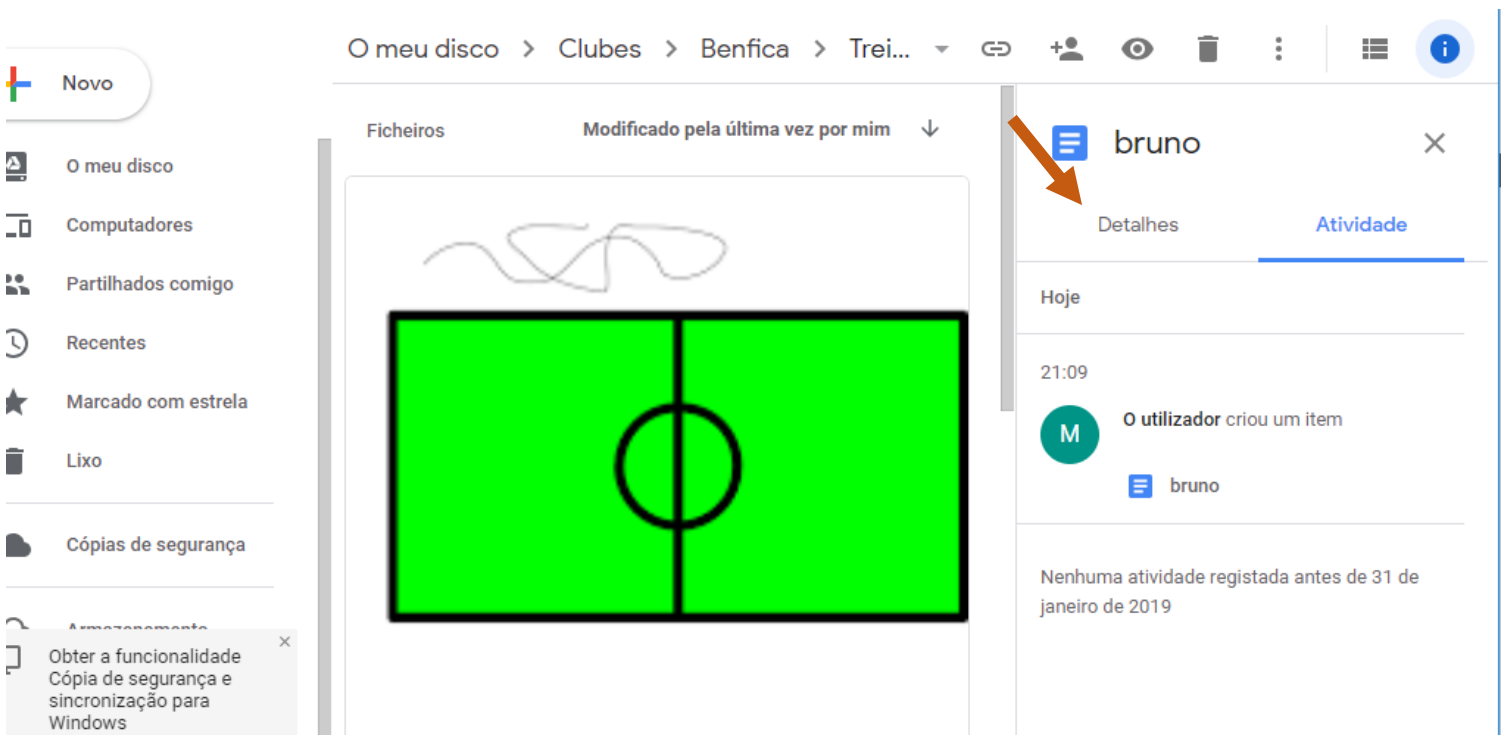 O meu disco > Clubes > Benfica > Trei...
Novo
O meu disco
Computadores
Partilhados comigo
Recentes
Marcado com estrela
Lixo
Cópias de segurança
Armazenamento
Obter a funcionalidade
Cópia de segurança e
sincronização para
Windows
Ficheiros
Modificado pela última vez por mim
bruno
Detalhes
Atividade
Hoje
21:09
M
O utilizador criou um item
bruno
Nenhuma atividade registada antes de 31 de
janeiro de 2019